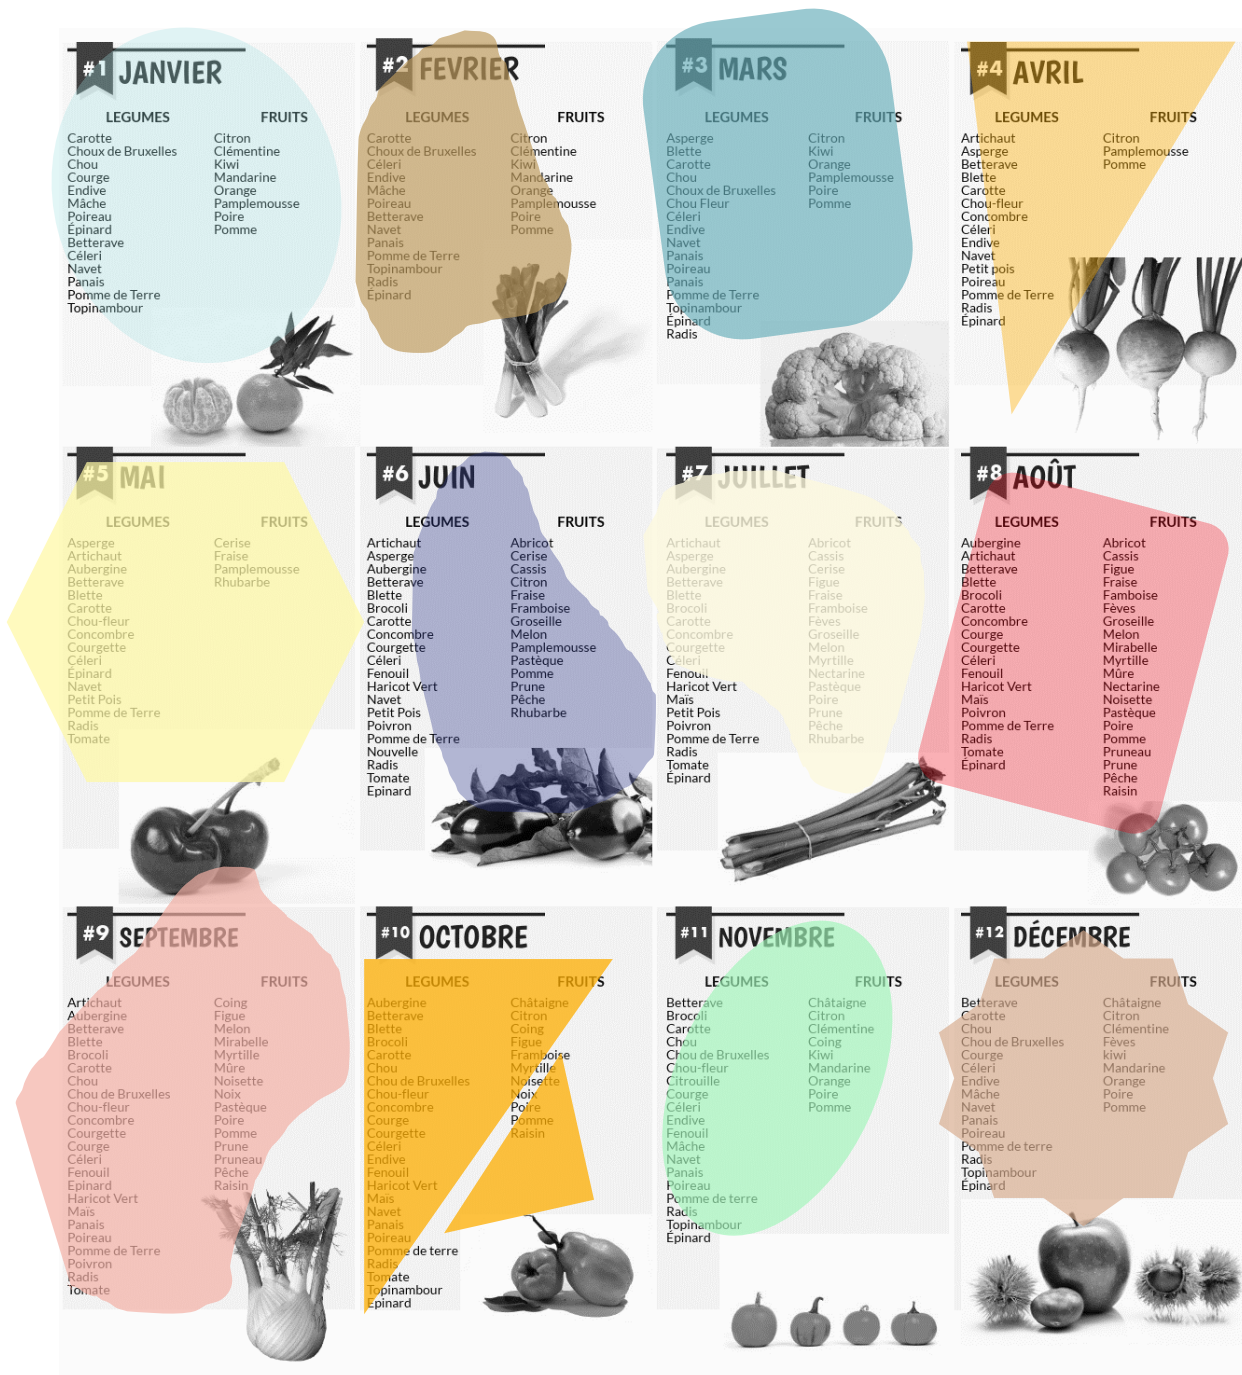 #1 JANVIER
LEGUMES
Carotte
Choux de Bruxelles
Chou
Courge
Endive
Mâche
Poireau
Épinard
Betterave
Céleri
Navet
Panais
Pomme de Terre
Topinambour
FRUITS
Citron
Clémentine
Kiwi
Mandarine
Orange
Pamplemousse
Poire
Pomme
#2 FEVRIER
LEGUMES
Carotte
Choux de Bruxelles
Céleri
Endive
Mâche
Poireau
Betterave
Navet
Panais
Pomme de Terre
Topinambour
Radis
Épinard
FRUITS
Citron
Clémentine
Kiwi
Mandarine
Orange
Pamplemousse
Poire
Pomme
#3 MARS
LEGUMES
Asperge
Blette
Carotte
Chou
Choux de Bruxelles
Chou Fleur
Céleri
Endive
Navet
Panais
Poireau
Panais
Pomme de Terre
Topinambour
Épinard
Radis
FRUITS
Citron
Kiwi
Orange
Pamplemousse
Poire
Pomme
#4 AVRIL
LEGUMES
Artichaut
Asperge
Betterave
Blette
Carotte
Chou-fleur
Concombre
Céleri
Endive
Navet
Petit pois
Poireau
Pomme de Terre
Radis
Épinard
FRUITS
Citron
Pamplemousse
Pomme
#5 MAI
LEGUMES
Asperge
Artichaut
Aubergine
Betterave
Blette
Carotte
Chou-fleur
Concombre
Courgette
Céleri
Épinard
Navet
Petit Pois
Pomme de Terre
Radis
Tomate
FRUITS
Cerise
Fraise
Pamplemousse
Rhubarbe
#6 JUIN
LEGUMES
Artichaut
Asperge
Aubergine
Betterave
Blette
Brocoli
Carotte
Concombre
Courgette
Céleri
Fenouil
Haricot Vert
Navet
Petit Pois
Poivron
Pomme de Terre
Nouvelle
Radis
Tomate
Epinard
FRUITS
Abricot
Cerise
Cassis
Citron
Fraise
Framboise
Groseille
Melon
Pamplemousse
Pastèque
Pomme
Prune
Pêche
Rhubarbe
#7 JUILLET
LEGUMES
Artichaut
Asperge
Aubergine
Betterave
Blette
Brocoli
Carotte
Concombre
Courgette
Céleri
Fenouil
Haricot Vert
Maïs
Petit Pois
Poivron
Pomme de Terre
Radis
Tomate
Épinard
FRUITS
Abricot
Cassis
Cerise
Figue
Fraise
Framboise
Fèves
Groseille
Melon
Myrtille
Nectarine
Pastèque
Poire
Prune
Pêche
Rhubarbe
#8 AOÛT
LEGUMES
Aubergine
Artichaut
Betterave
Blette
Brocoli
Carotte
Concombre
Courge
Courgette
Céleri
Fenouil
Haricot Vert
Maïs
Poivron
Pomme de Terre
Radis
Tomate
Épinard
FRUITS
Abricot
Cassis
Figue
Fraise
Famboise
Fèves
Groseille
Melon
Mirabelle
Myrtille
Mûre
Nectarine
Noisette
Pastèque
Poire
Pomme
Pruneau
Prune
Pêche
Raisin
#9 SEPTEMBRE
LEGUMES
Artichaut
Aubergine
Betterave
Blette
Brocoli
Carotte
Chou
Chou de Bruxelles
Chou-fleur
Concombre
Courgette
Courge
Céleri
Fenouil
Epinard
Haricot Vert
Maïs
Panais
Poireau
Pomme de Terre
Poivron
Radis
Tomate
FRUITS
Coing
Figue
Melon
Mirabelle
Myrtille
Mûre
Noisette
Noix
Pastèque
Poire
Pomme
Prune
Pruneau
Pêche
Raisin
#10 OCTOBRE
LEGUMES
Aubergine
Betterave
Blette
Brocoli
Carotte
Chou
Chou de Bruxelles
Chou-fleur
Concombre
Courge
Courgette
Céleri
Endive
Fenouil
Haricot Vert
Maïs
Navet
Panais
Poireau
Pomme de terre
Radis
Tomate
Topinambour
Epinard
FRUITS
Châtaigne
Citron
Coing
Figue
Framboise
Myrtille
Noisette
Noix
Poire
Pomme
Raisin
#11 NOVEMBRE
LEGUMES
Betterave
Brocoli
Carotte
Chou
Chou de Bruxelles
Chou-fleur
Citrouille
Courge
Céleri
Endive
Fenouil
Mâche
Navet
Panais
Poireau
Pomme de terre
Radis
Topinambour
Épinard
FRUITS
Châtaigne
Citron
Clémentine
Coing
Kiwi
Mandarine
Orange
Poire
Pomme
#12 DÉCEMBRE
Betterave
Carotte
Chou
Chou de Bruxelles
Courge
Céleri
Endive
Mâche
Navet
Panais
Poireau
Pomme de terre
Radis
Topinambour
Épinard
LEGUMES
FRUITS
Châtaigne
Citron
Clémentine
Fèves
kiwi
Mandarine
Orange
Poire
Pomme